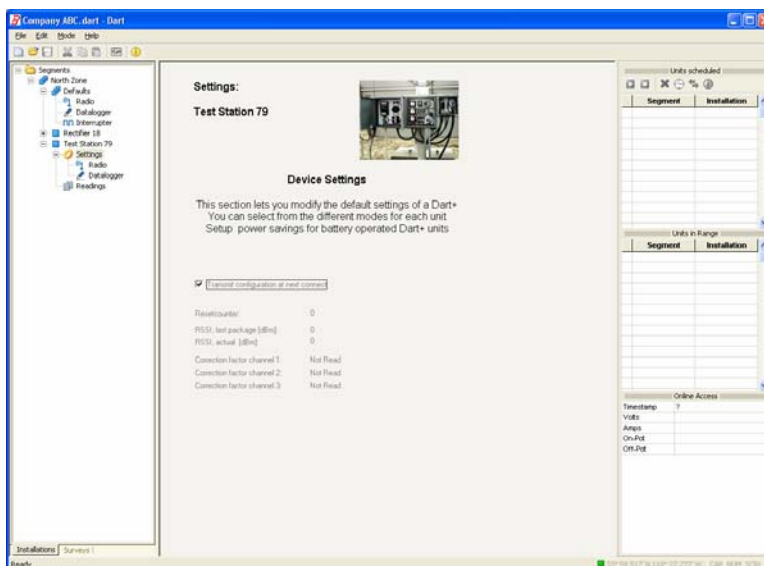 Company ABC.dart - Dart
File Edit Mode Help
Segments
North Zone
Defaults
Radio
Datalogger
Interrupter
Rectifier 18
Test Station 79
Settings
Radio
Datalogger
Readings
Installations Surveys
Ready
Settings:
Test Station 79
Device Settings
This section lets you modify the default settings of a Dart+
You can select from the different modes for each unit
Setup power savings for battery operated Dart+ units
Transmit configuration at next connect
Resetcounter: 0
RSSI, last package [dBm]: 0
RSSI, actual [dBm]: 0
Correction factor channel 1: Not Read
Correction factor channel 2: Not Read
Correction factor channel 3: Not Read
Units scheduled
Segment Installation
Units in Range
Segment Installation
Online Access
Timestamp ?
Volts
Amps
On-Pot
Off-Pot
CAP NUM SCRL